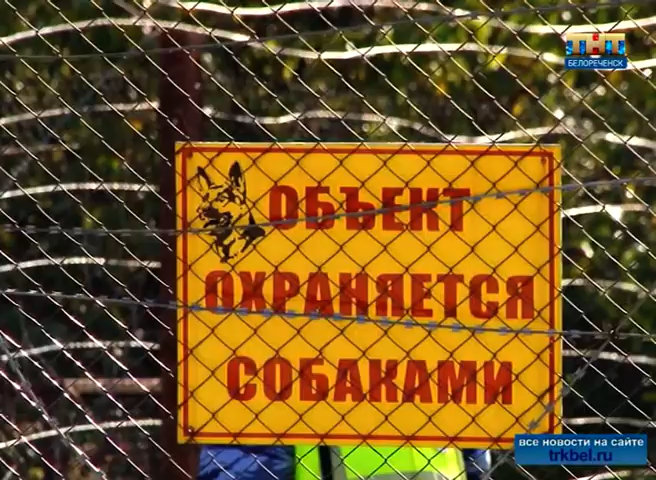 ТНТ
БЕЛОРЕЧЕНСК
ОБЪЕКТ
ОХРАНЯЕТСЯ
СОБАКАМИ
все новости на сайте
trkbel.ru